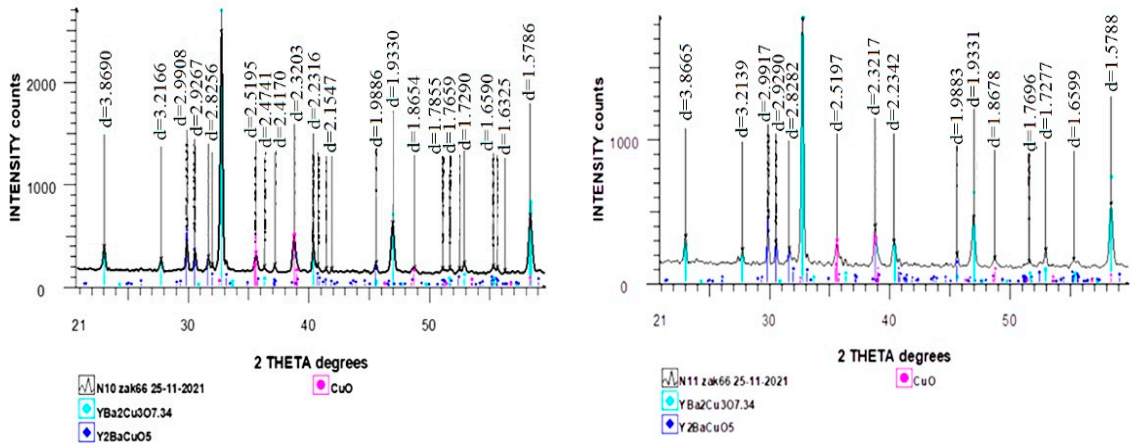 INTENSITY counts
2000
1000
0
d=3.8690
d=3.2166
d=2.9908
d=2.9267
d=2.8256
d=2.5195
d=2.4741
d=2.4170
d=2.3203
d=2.2316
d=2.1547
d=1.9886
d=1.9330
d=1.8654
d=1.7855
d=1.7659
d=1.7290
d=1.6590
d=1.6325
d=1.5786
21 30 40 50
2 THETA degrees
N10 zak66 25-11-2021
CuO
YBa2Cu3O7.34
Y2BaCuO5
INTENSITY counts
1000
0
d=3.8665
d=3.2139
d=2.9917
d=2.9290
d=2.8282
d=2.5197
d=2.3217
d=2.2342
d=1.9883
d=1.9331
d=1.8678
d=1.7696
d=1.7277
d=1.6599
d=1.5788
21 30 40 50
2 THETA degrees
N11 zak66 25-11-2021
CuO
YBa2Cu3O7.34
Y2BaCuO5